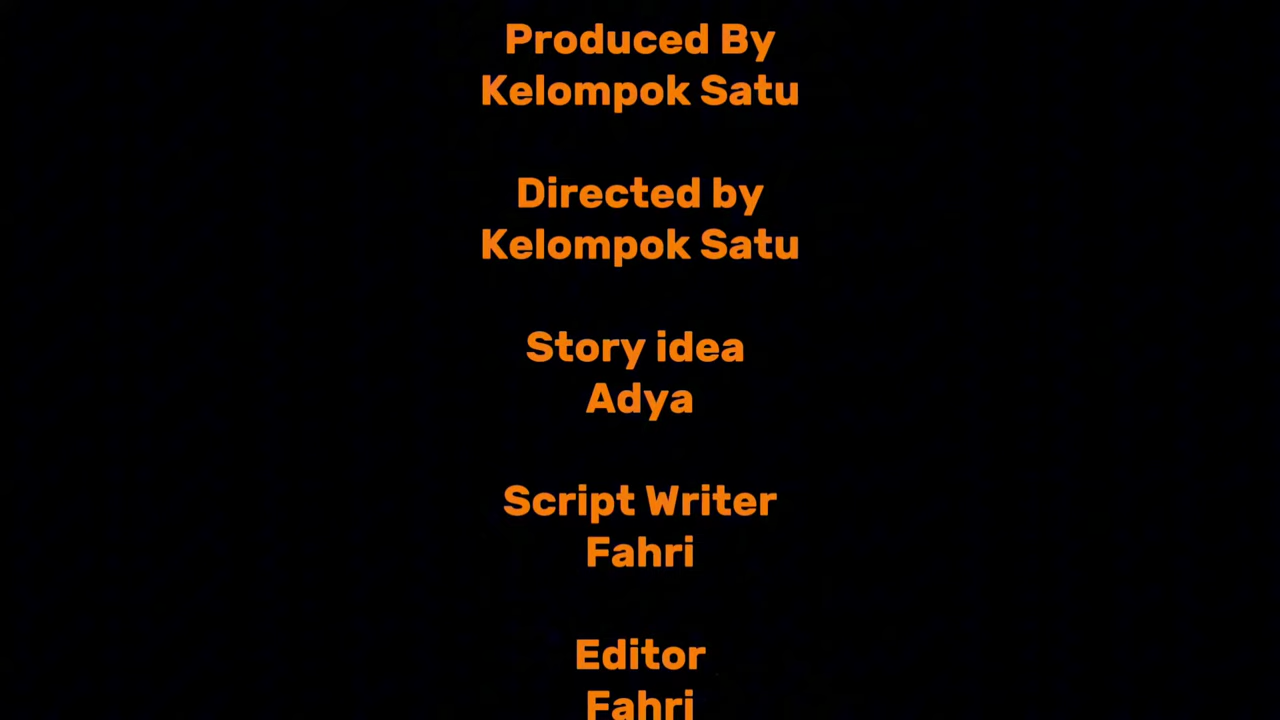 Produced By
Kelompok Satu
Directed by
Kelompok Satu
Story idea
Adya
Script Writer
Fahri
Editor
Fahri